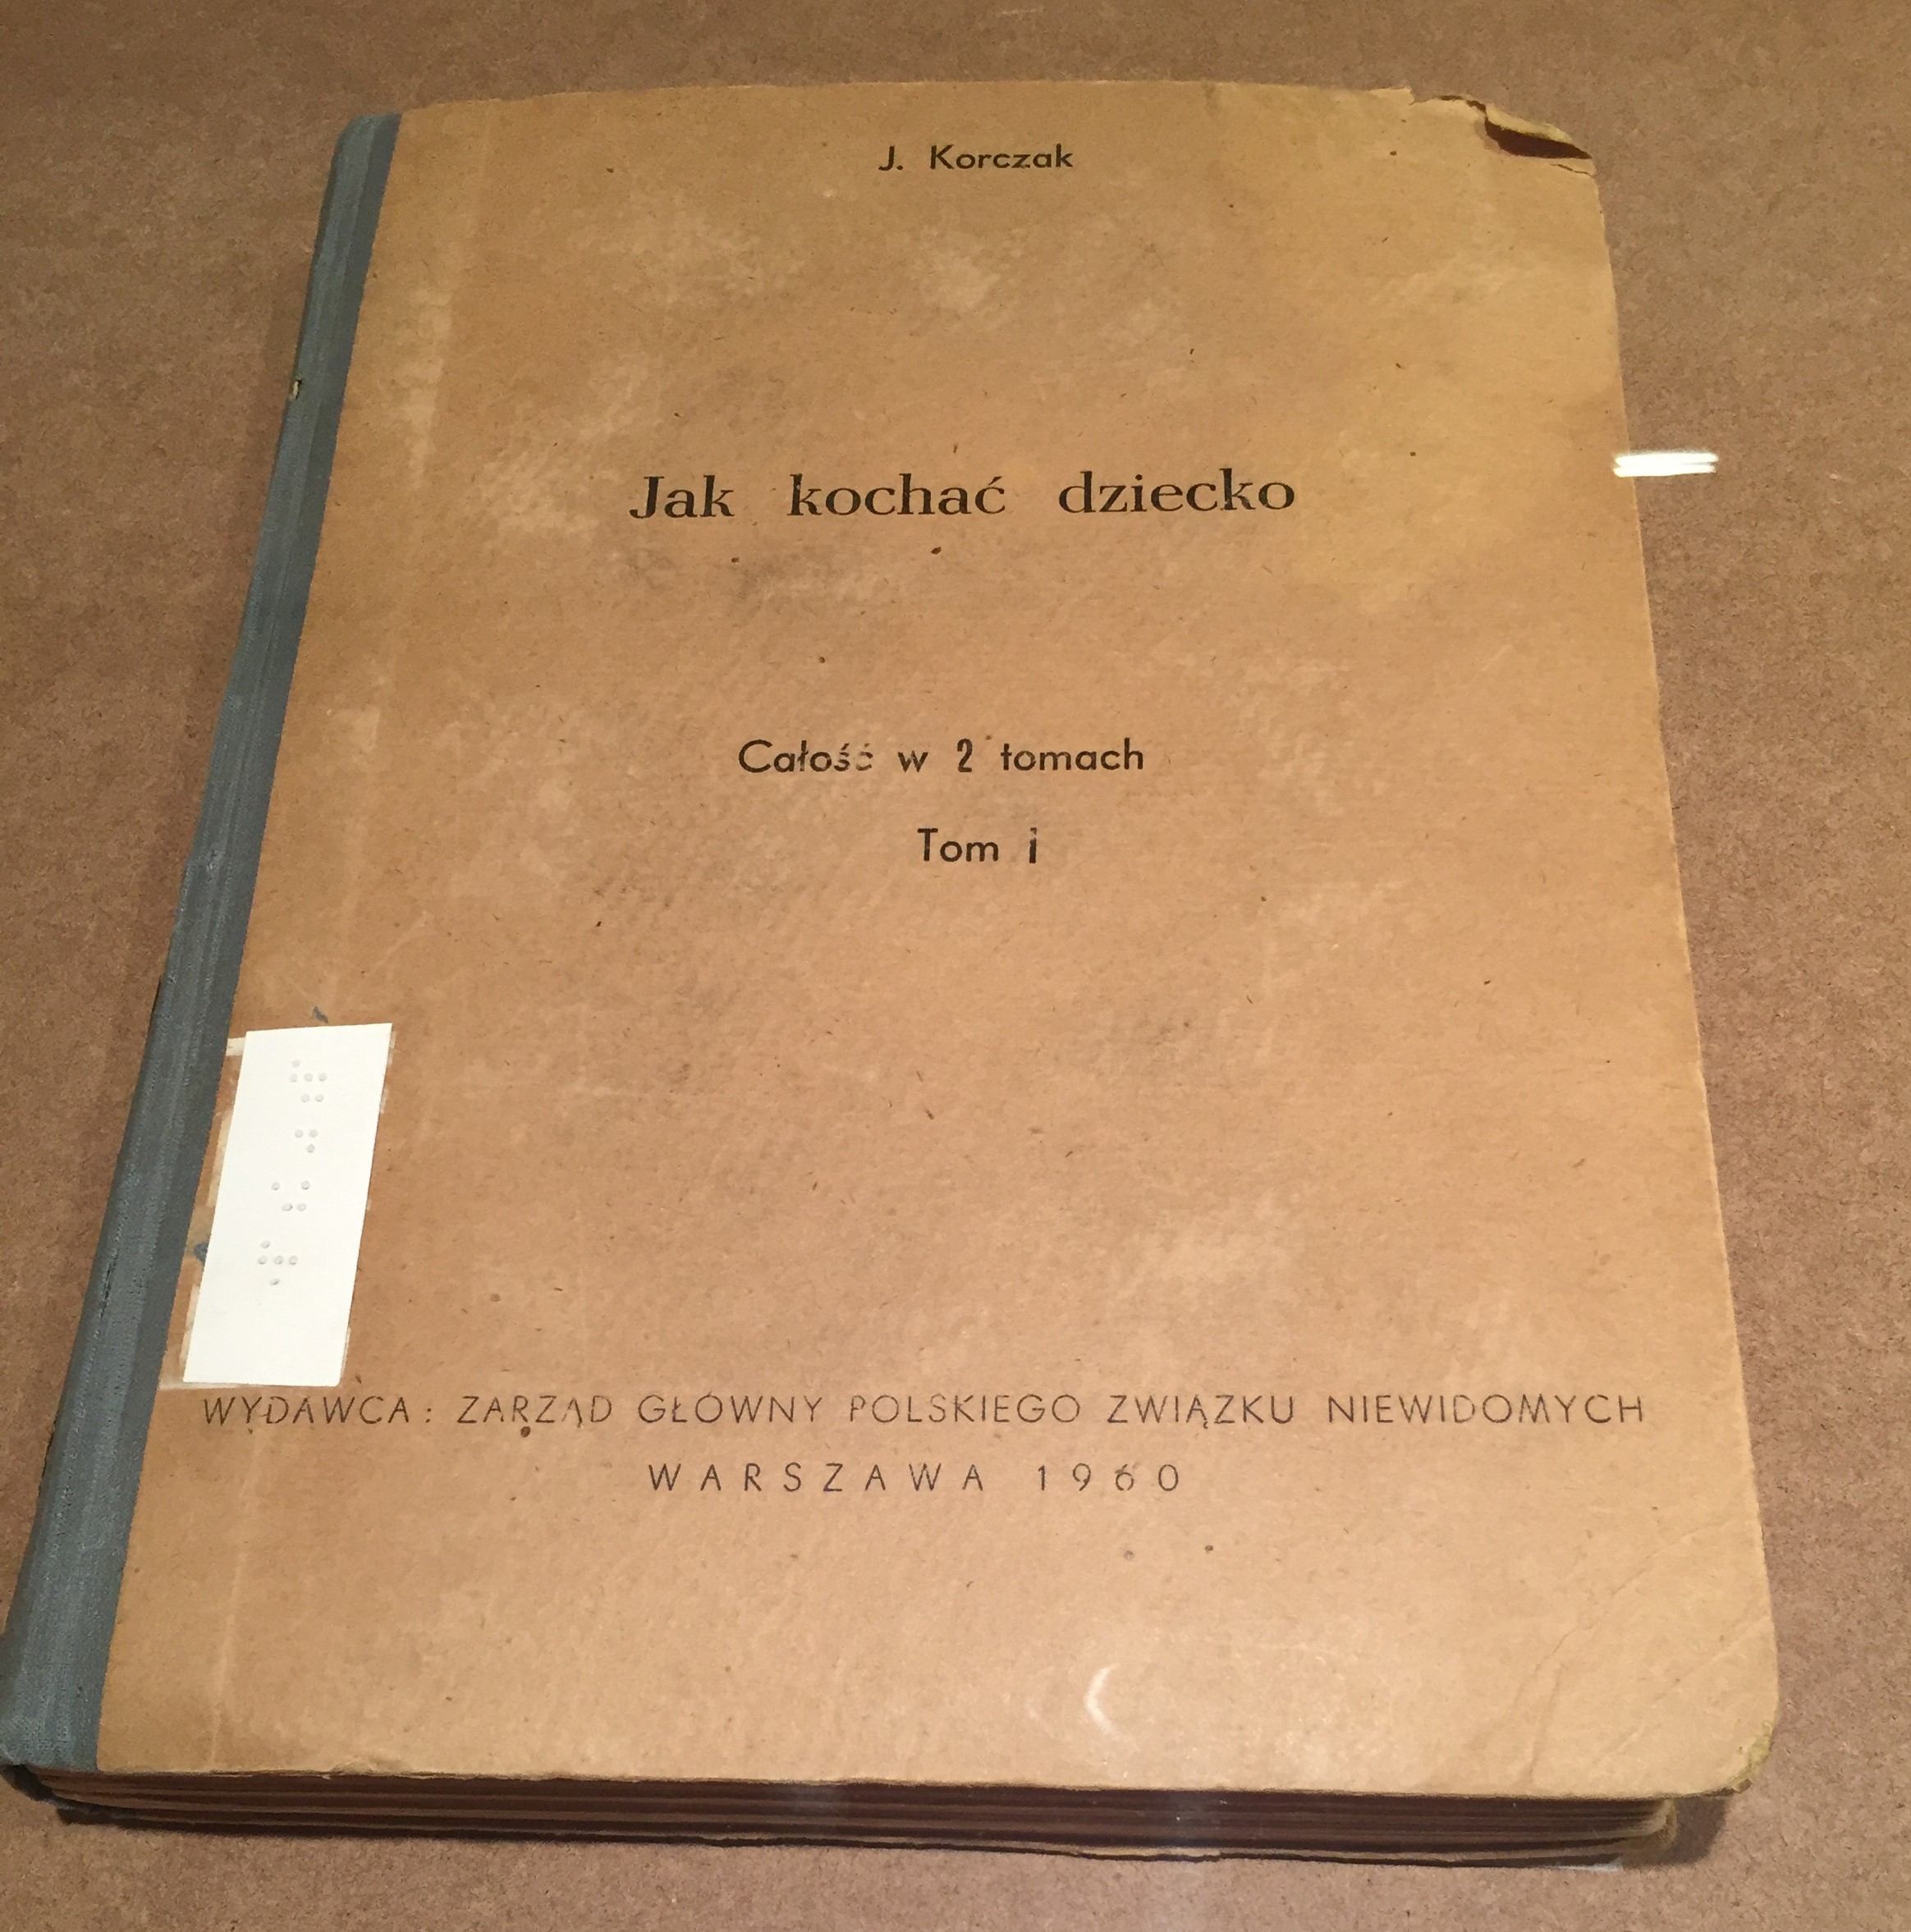 J. Korczak
Jak kochać dziecko
Całość w 2 tomach
Tom i
WYDAWCA: ZARZĄD GŁÓWNY POLSKIEGO ZWIĄZKU NIEWIDOMYCH
WARSZAWA 1960